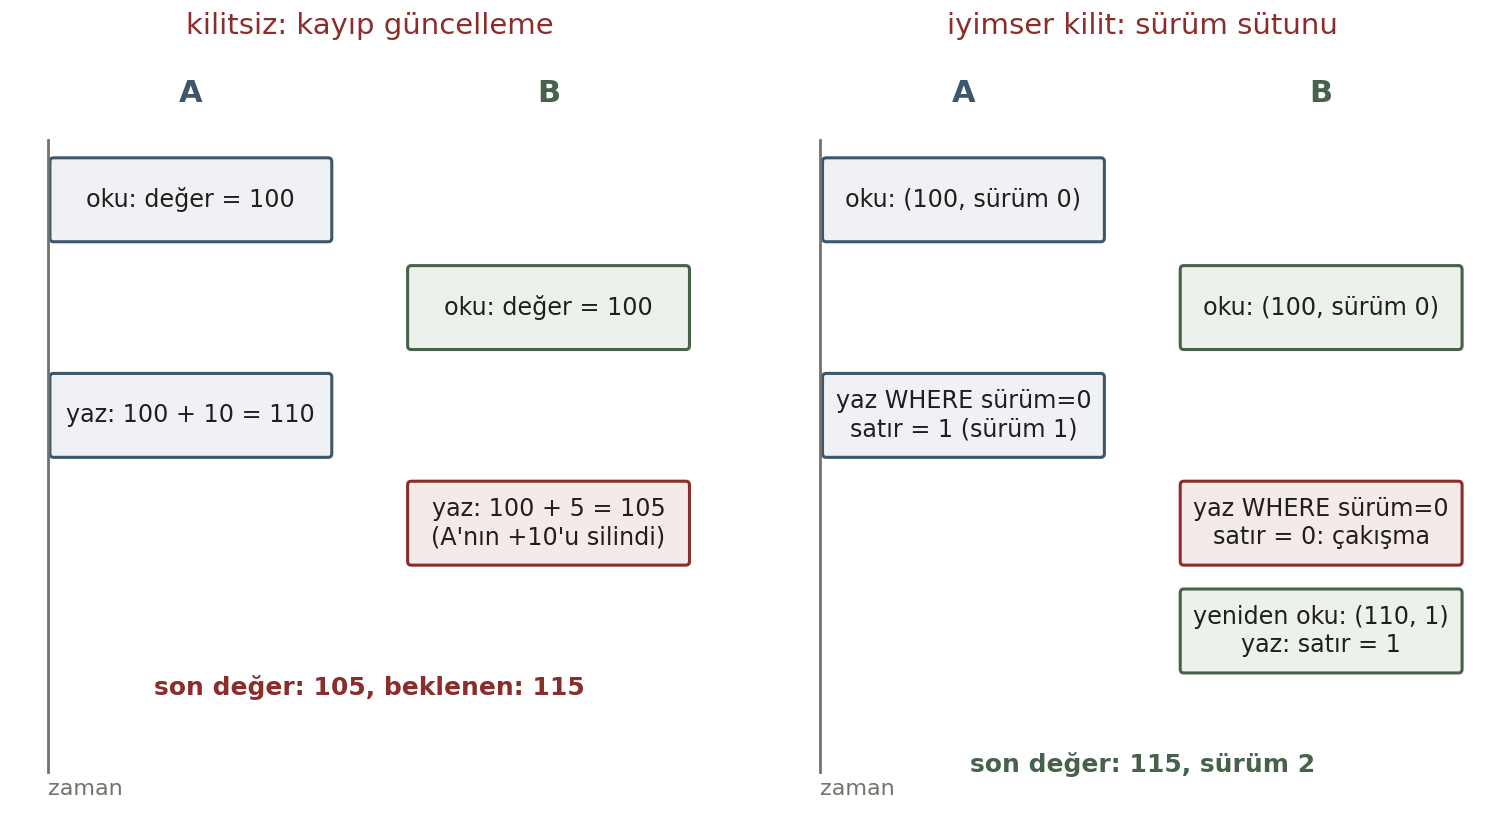 kilitsiz: kayıp güncelleme
A
B
oku: değer = 100
oku: değer = 100
yaz: 100 + 10 = 110
yaz: 100 + 5 = 105
(A'nın +10'u silindi)
son değer: 105, beklenen: 115
zaman
iyimser kilit: sürüm sütunu
A
B
oku: (100, sürüm 0)
oku: (100, sürüm 0)
yaz WHERE sürüm=0
satır = 1 (sürüm 1)
yaz WHERE sürüm=0
satır = 0: çakışma
yeniden oku: (110, 1)
yaz: satır = 1
son değer: 115, sürüm 2
zaman